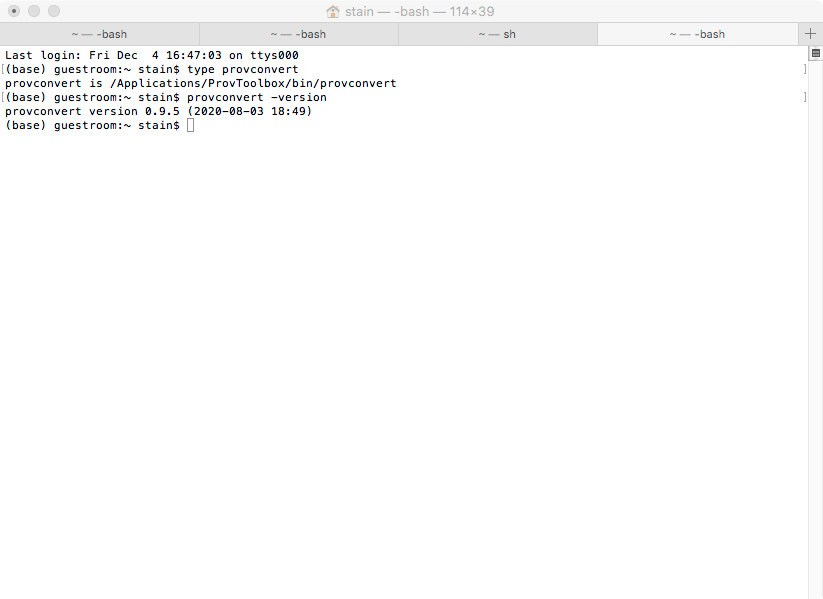 stain — -bash — 114×39
~ — -bash
~ — -bash
~ — sh
~ — -bash
Last login: Fri Dec  4 16:47:03 on ttys000
[(base) guestroom:~ stain$ type provconvert ]
provconvert is /Applications/ProvToolbox/bin/provconvert
[(base) guestroom:~ stain$ provconvert -version ]
provconvert version 0.9.5 (2020-08-03 18:49)
(base) guestroom:~ stain$